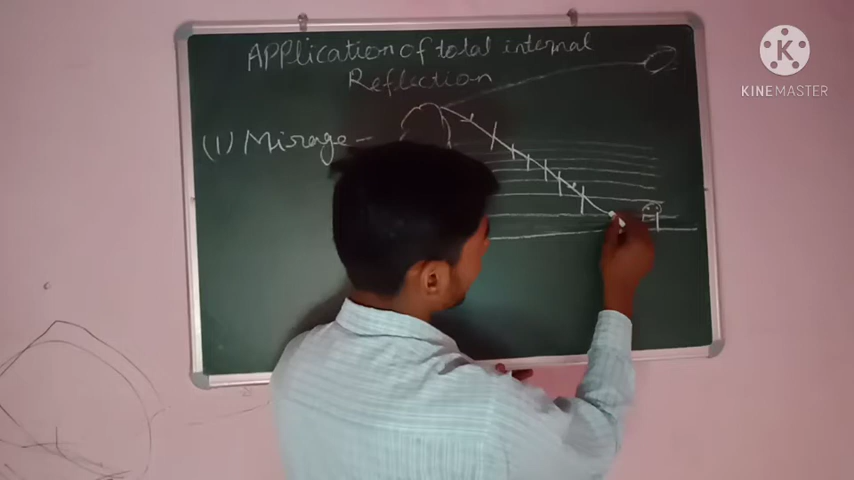 Application of total internal
Reflection
(1) Mirage -
K
KINEMASTER